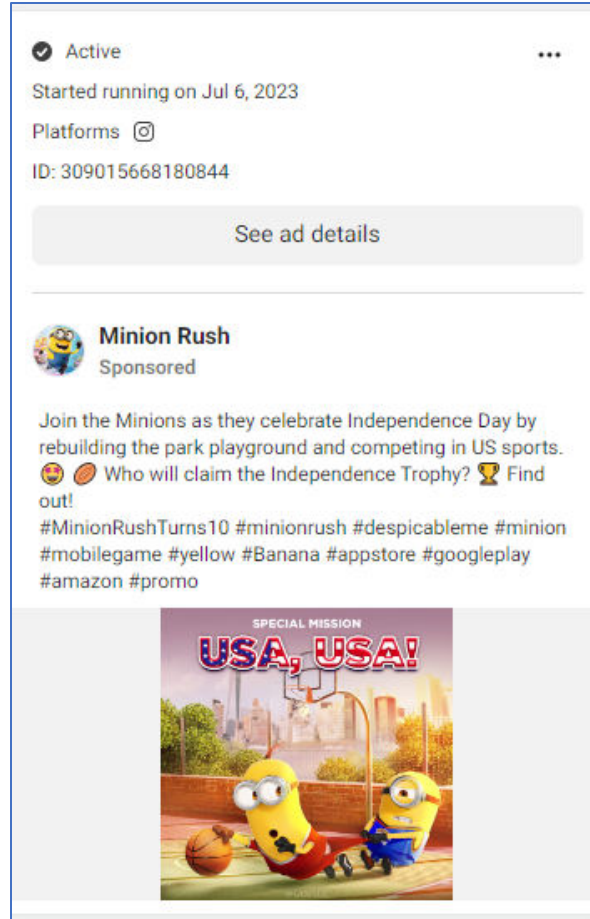 Active
Started running on Jul 6, 2023
Platforms
ID: 309015668180844
See ad details
Minion Rush
Sponsored
Join the Minions as they celebrate Independence Day by
rebuilding the park playground and competing in US sports.
🤩 🏉 Who will claim the Independence Trophy? 🏆 Find
out!
#MinionRushTurns10 #minionrush #despicableme #minion
#mobilegame #yellow #Banana #appstore #googleplay
#amazon #promo
SPECIAL MISSION
USA, USA!